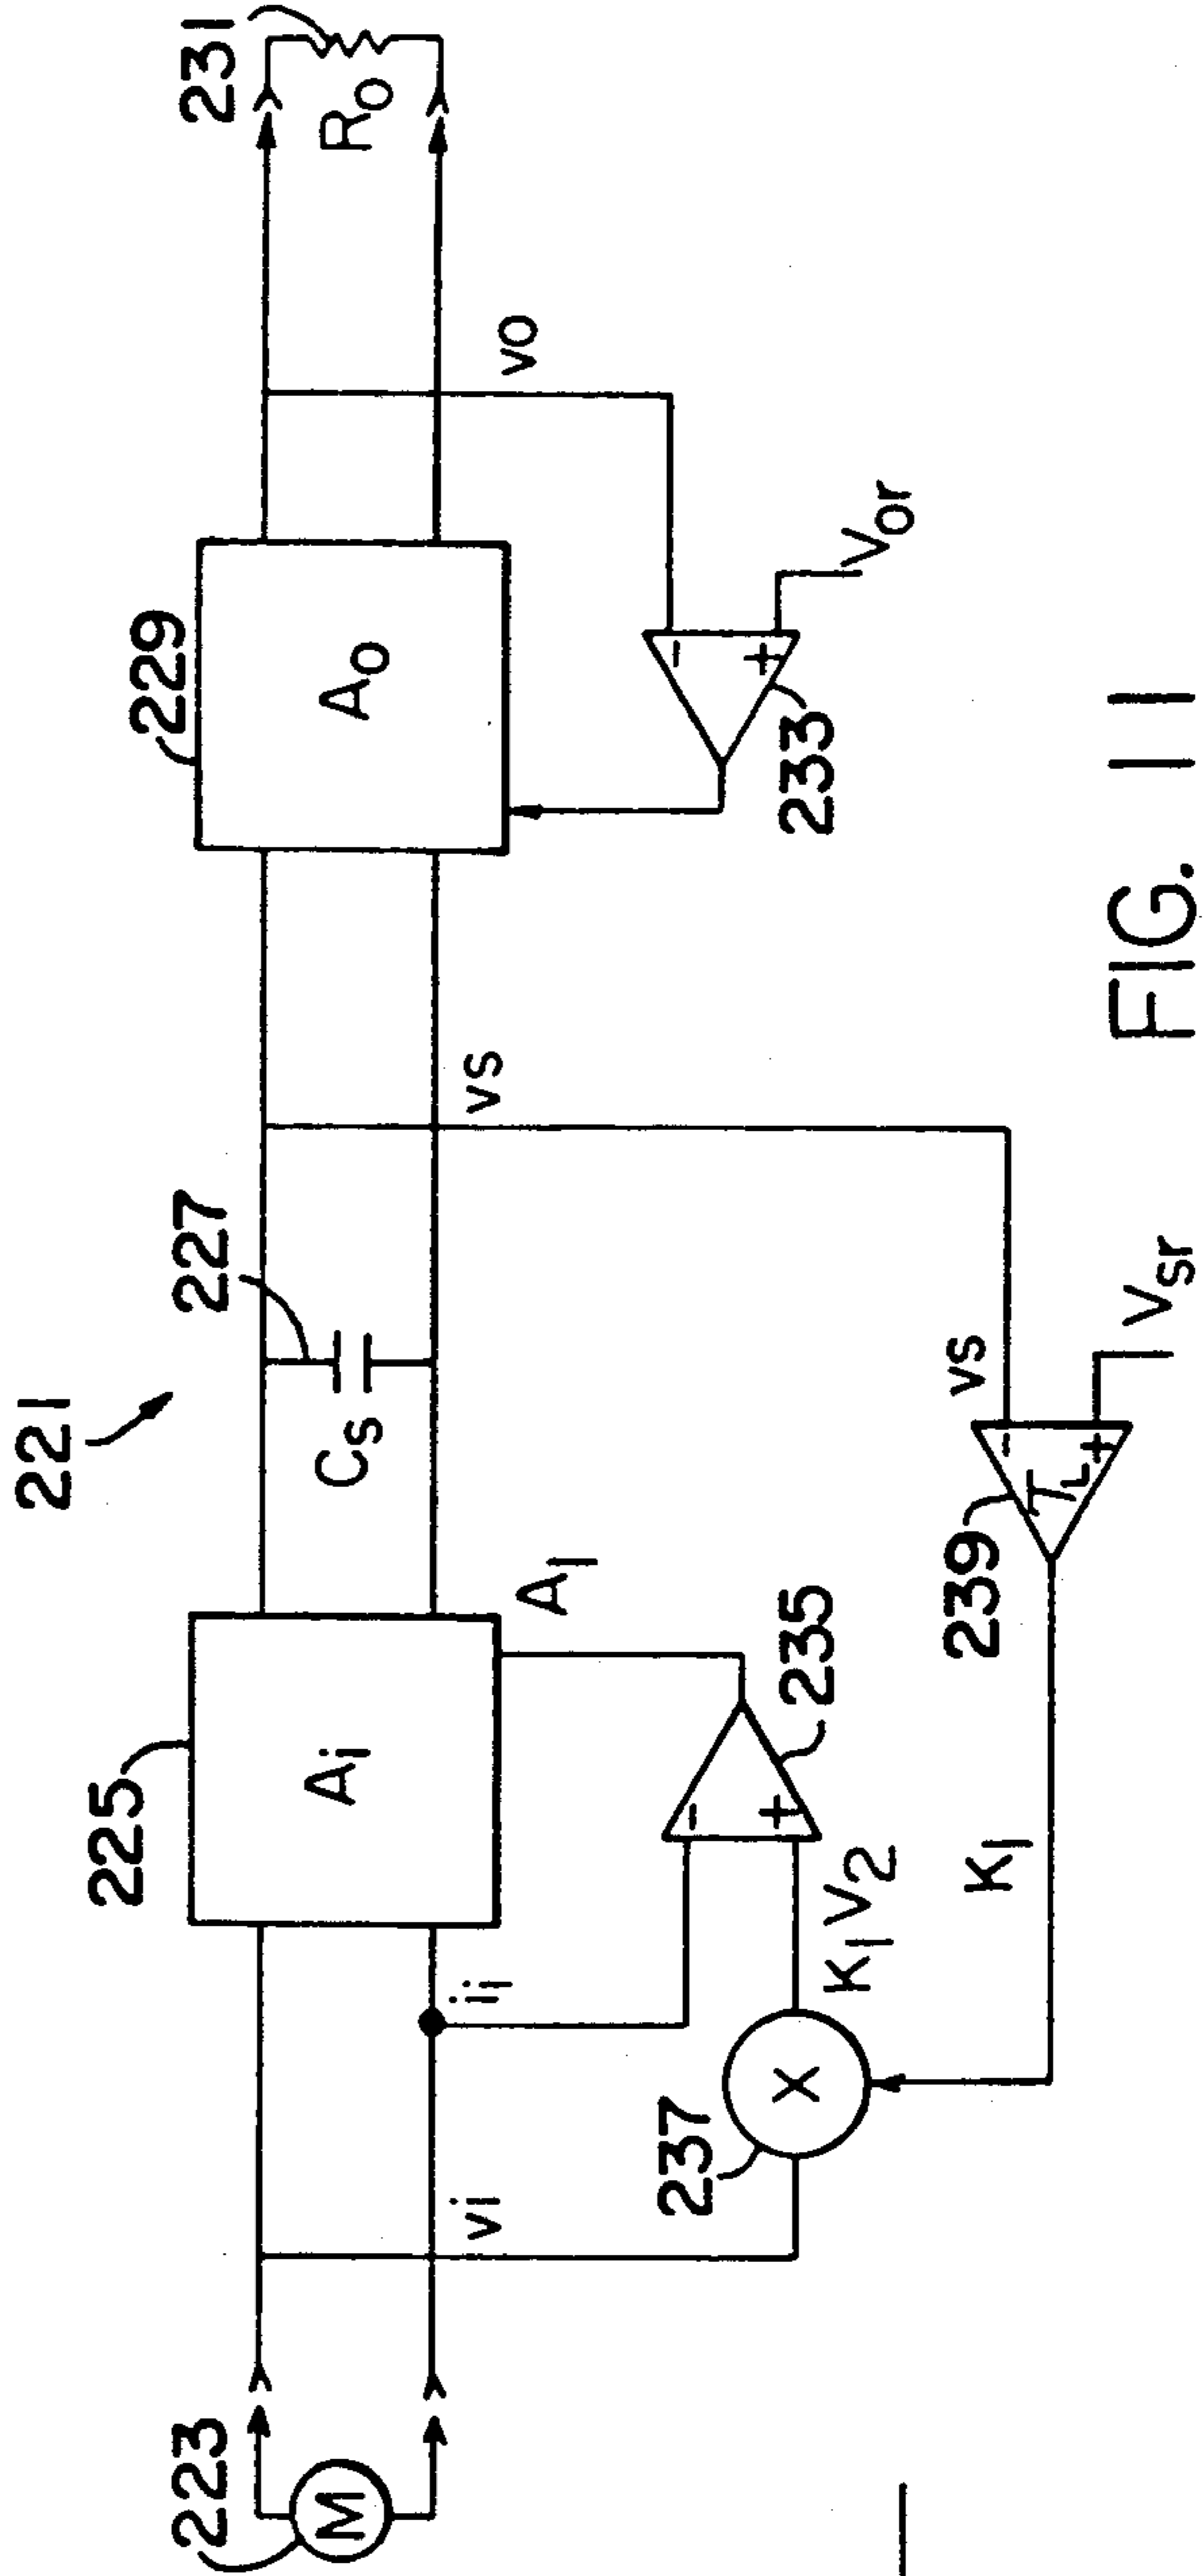 221
223
M
vi
225
Ai
ii
A1
235
-
+
237
X
K1V2
K1
227
Cs
vs
239
TL
vs
-
+
Vsr
229
Ao
vo
233
-
+
Vor
231
Ro
FIG. 11